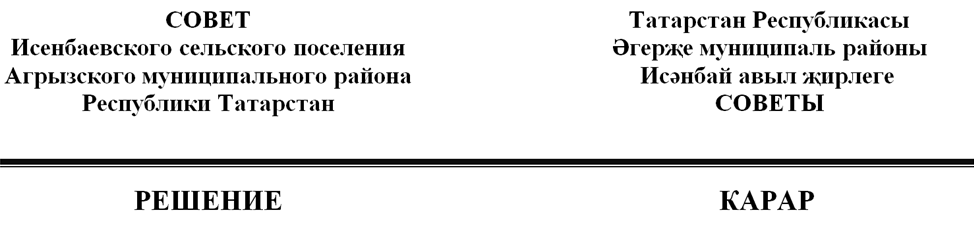 СОВЕТ
Исенбаевского сельского поселения
Агрызского муниципального района
Республики Татарстан
Татарстан Республикасы
Әгерҗе муниципаль районы
Исәнбай авыл җирлеге
СОВЕТЫ
РЕШЕНИЕ
КАРАР